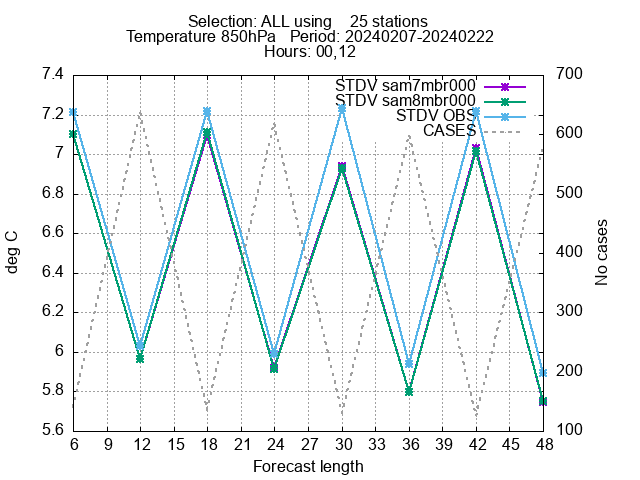 Selection: ALL using    25 stations
Temperature 850hPa   Period: 20240207-20240222
Hours: 00,12
STDV sam7mbr000
STDV sam8mbr000
STDV OBS
CASES
7.4
7.2
7
6.8
6.6
6.4
6.2
6
5.8
5.6
deg C
700
600
500
400
300
200
100
No cases
6 9 12 15 18 21 24 27 30 33 36 39 42 45 48
Forecast length